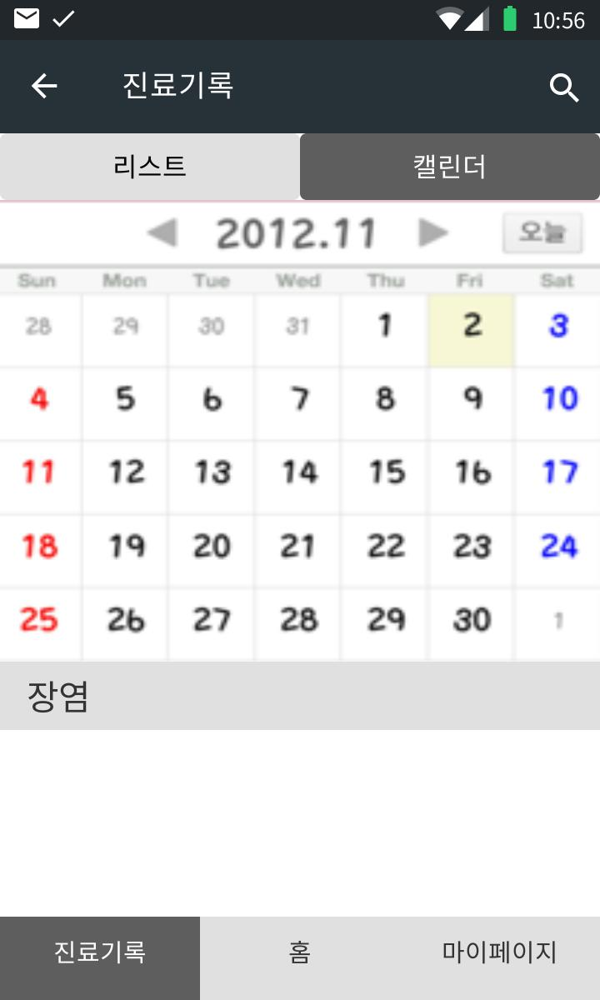 10:56
진료기록
리스트 캘린더
2012.11 오늘
Sun Mon Tue Wed Thu Fri Sat
28 29 30 31 1 2 3
4 5 6 7 8 9 10
11 12 13 14 15 16 17
18 19 20 21 22 23 24
25 26 27 28 29 30 1
장염
진료기록 홈 마이페이지